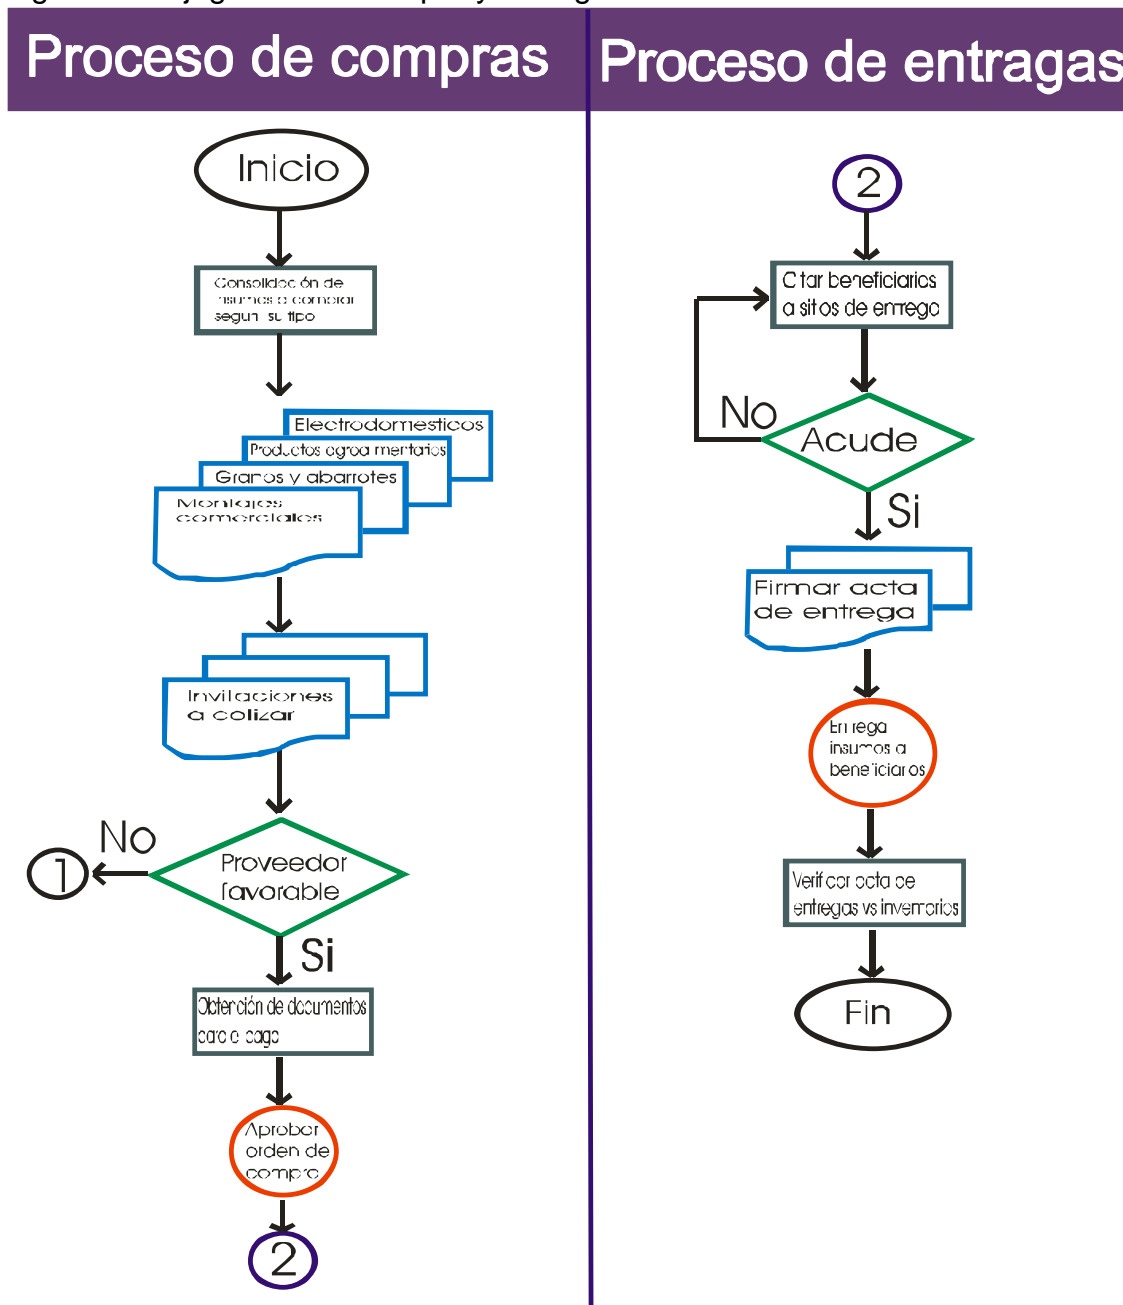 Proceso de compras
Inicio
Consolidación de
insumos a comprar
segun su tipo
Electrodomesticos
Productos agroalimentarios
Granos y abarrotes
Montajes
comerciales
Invitaciones
a cotizar
No
1
Proveedor
favorable
Si
Obtención de documentos
para el pago
Aprobar
orden de
compra
2
Proceso de entragas
2
Citar beneficiarios
a sitios de entrega
No
Acude
Si
Firmar acta
de entrega
Entrega
insumos a
beneficiarios
Verificar acta de
entregas vs inventarios
Fin